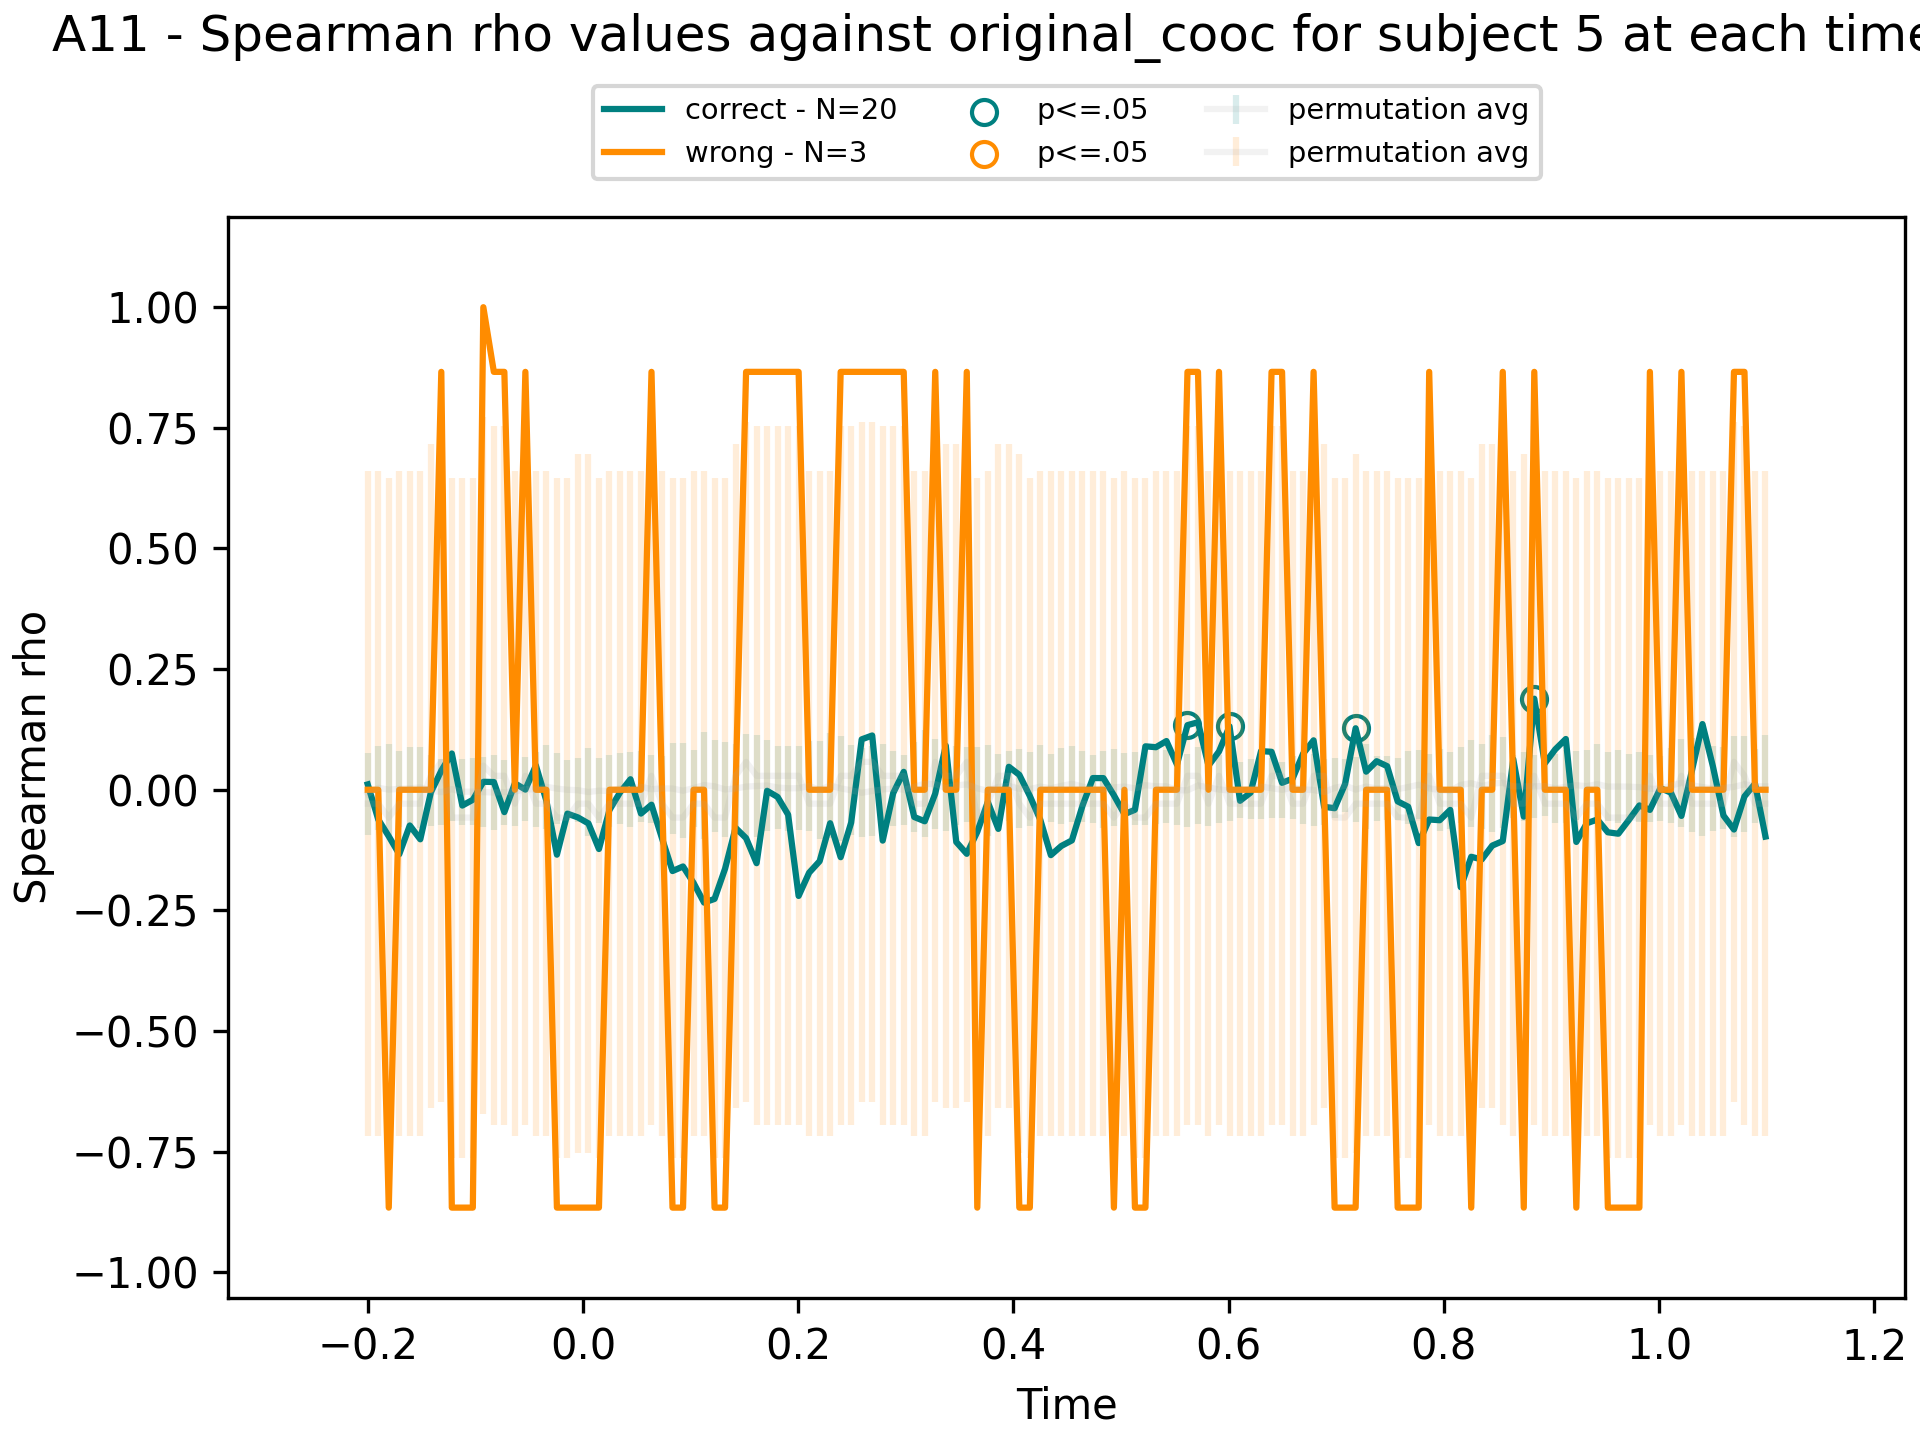 A11 - Spearman rho values against original_cooc for subject 5 at each time
correct - N=20
wrong - N=3
p<=.05
p<=.05
permutation avg
permutation avg
1.00
0.75
0.50
0.25
0.00
−0.25
−0.50
−0.75
−1.00
Spearman rho
−0.2 0.0 0.2 0.4 0.6 0.8 1.0 1.2
Time